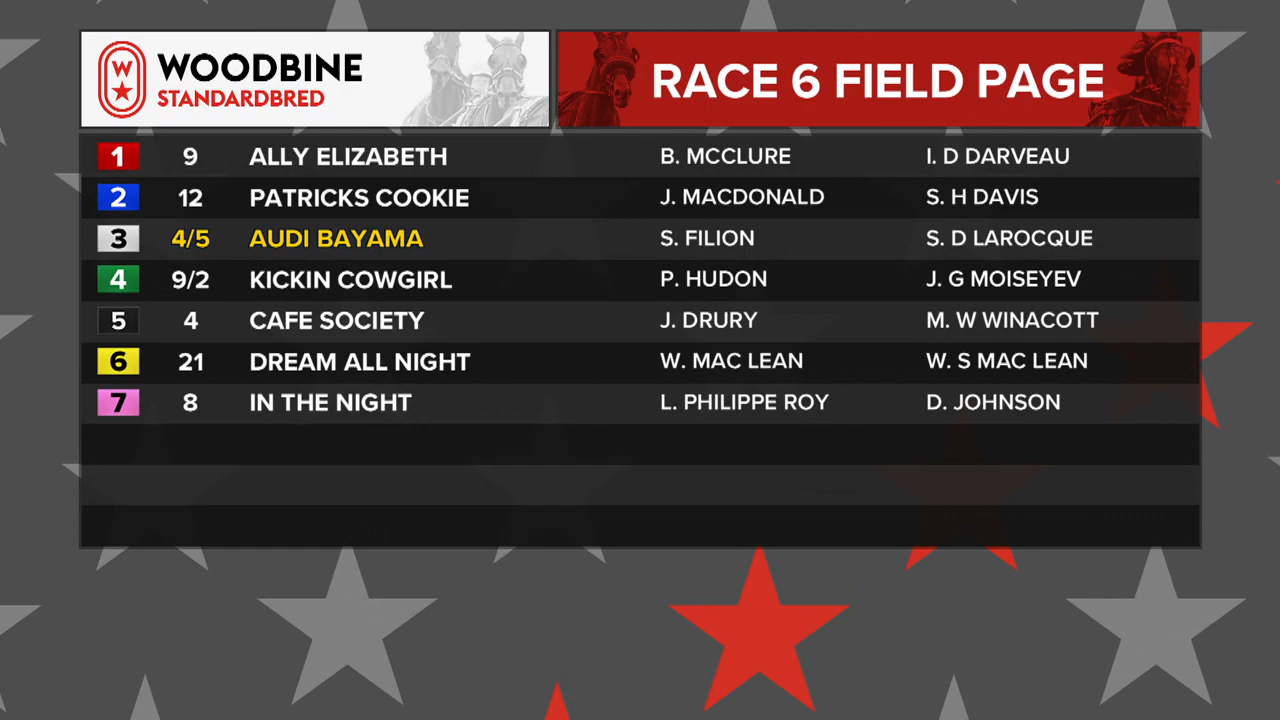 W WOODBINE
STANDARDBRED
RACE 6 FIELD PAGE
1 9 ALLY ELIZABETH B. MCCLURE I. D DARVEAU
2 12 PATRICKS COOKIE J. MACDONALD S. H DAVIS
3 4/5 AUDI BAYAMA S. FILION S. D LAROCQUE
4 9/2 KICKIN COWGIRL P. HUDON J. G MOISEYEV
5 4 CAFE SOCIETY J. DRURY M. W WINACOTT
6 21 DREAM ALL NIGHT W. MAC LEAN W. S MAC LEAN
7 8 IN THE NIGHT L. PHILIPPE ROY D. JOHNSON